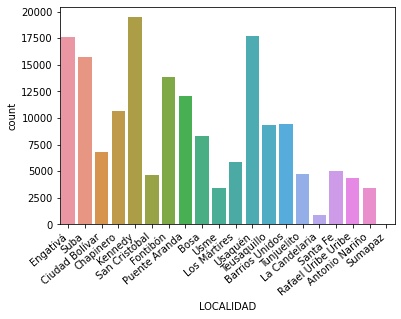 20000
17500
15000
12500
10000
7500
5000
2500
0
count
Engativá
Suba
Ciudad Bolívar
Chapinero
Kennedy
San Cristóbal
Fontibón
Puente Aranda
Bosa
Usme
Los Mártires
Usaquén
Teusaquillo
Barrios Unidos
Tunjuelito
La Candelaria
Santa Fe
Rafael Uribe Uribe
Antonio Nariño
Sumapaz
LOCALIDAD